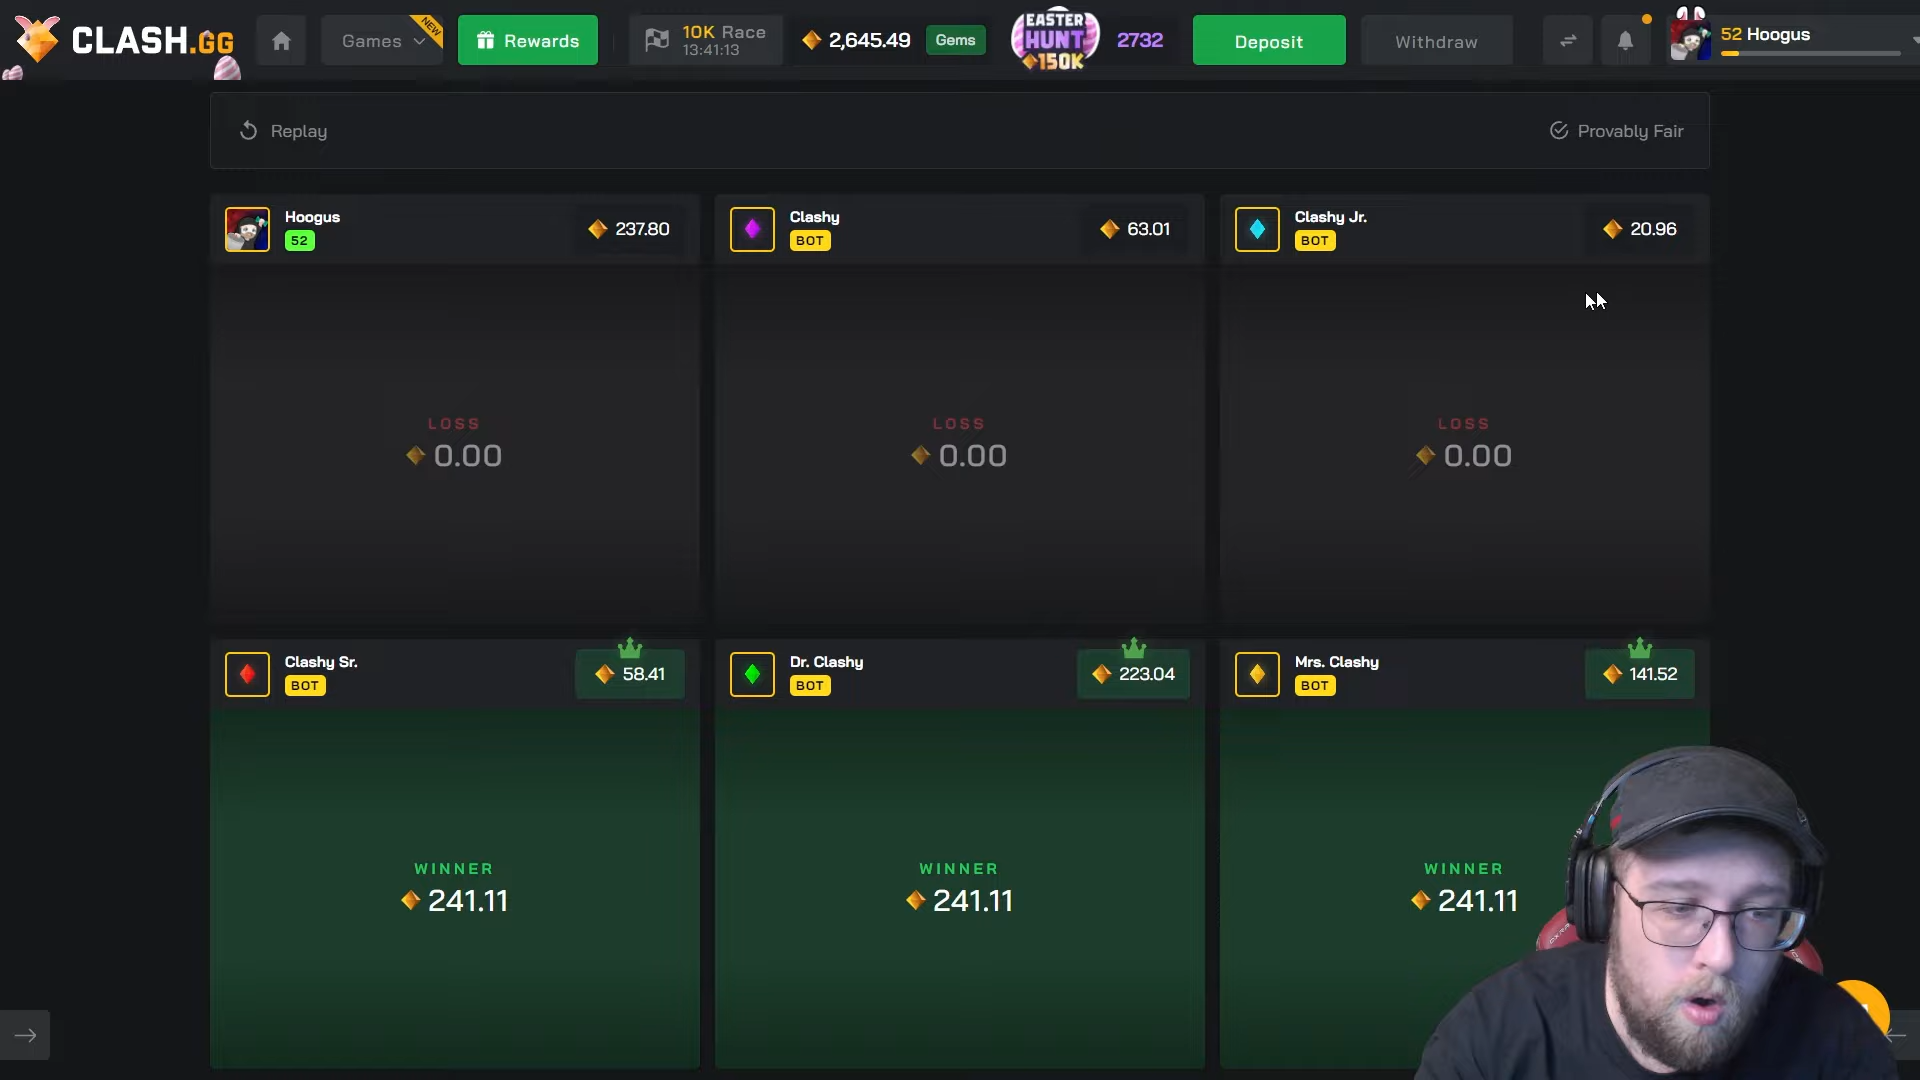 CLASH.GG
Games
NEW
Rewards
10K Race
13:41:13
2,645.49
Gems
EASTER
HUNT
150K
2732
Deposit
Withdraw
52 Hoogus
Replay
Provably Fair
Hoogus
52
237.80
Clashy
BOT
63.01
Clashy Jr.
BOT
20.96
LOSS
0.00
LOSS
0.00
LOSS
0.00
Clashy Sr.
BOT
58.41
Dr. Clashy
BOT
223.04
Mrs. Clashy
BOT
141.52
WINNER
241.11
WINNER
241.11
WINNER
241.11